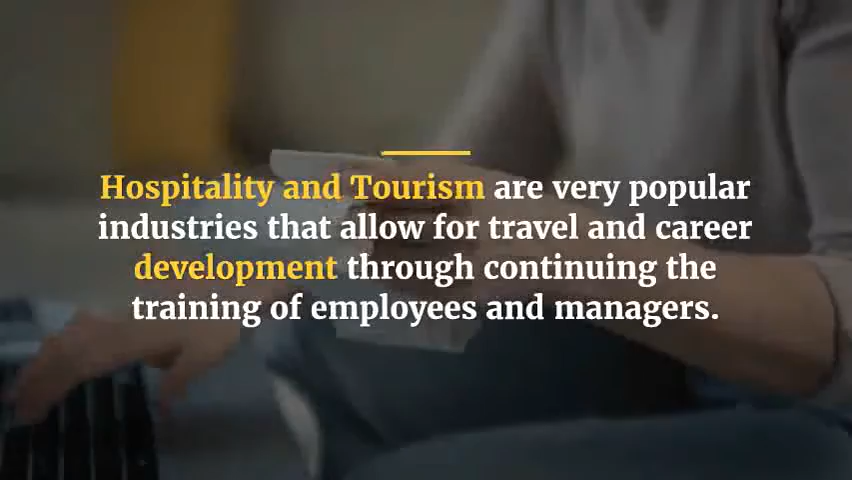 Hospitality and Tourism are very popular
industries that allow for travel and career
development through continuing the
training of employees and managers.